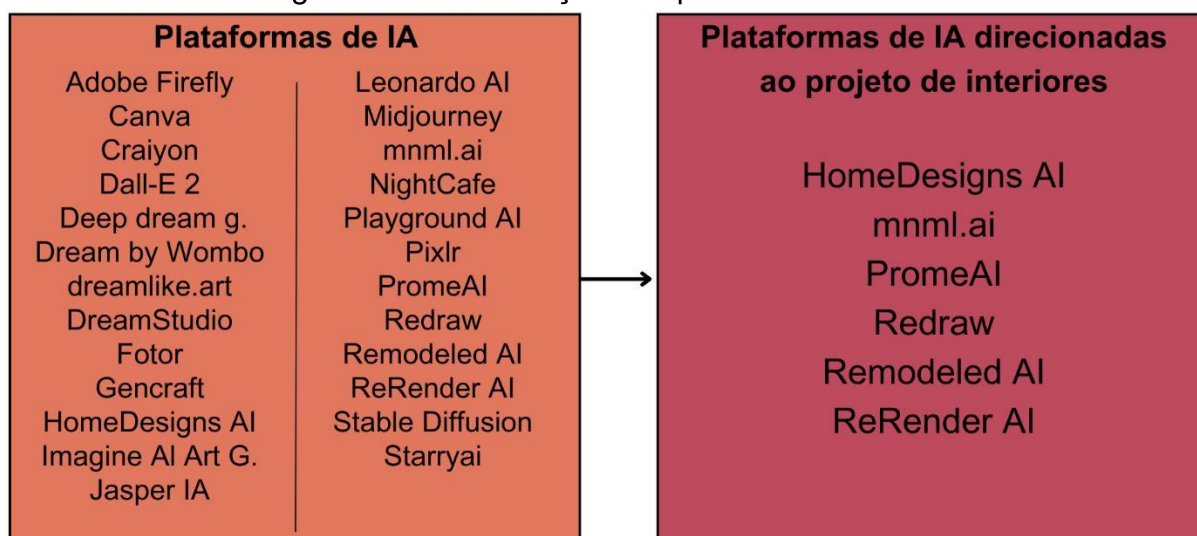 Plataformas de IA
Adobe Firefly
Canva
Craiyon
Dall-E 2
Deep dream g.
Dream by Wombo
dreamlike.art
DreamStudio
Fotor
Gencraft
HomeDesigns AI
Imagine AI Art G.
Jasper IA
Leonardo AI
Midjourney
mnml.ai
NightCafe
Playground AI
Pixlr
PromeAI
Redraw
Remodeled AI
ReRender AI
Stable Diffusion
Starryai
Plataformas de IA direcionadas
ao projeto de interiores
HomeDesigns AI
mnml.ai
PromeAI
Redraw
Remodeled AI
ReRender AI